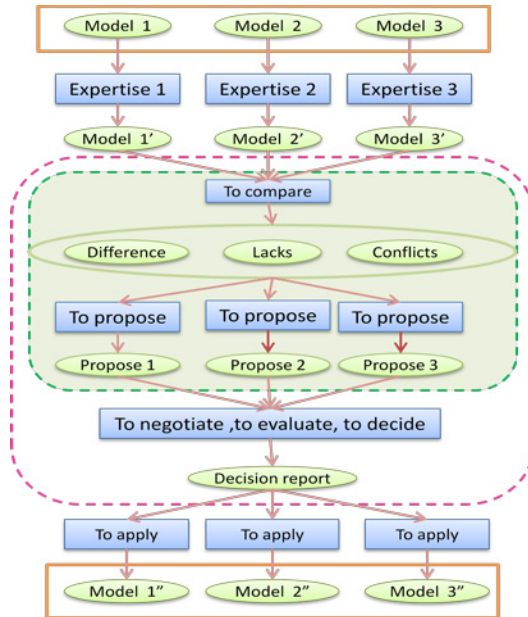 Model 1 Model 2 Model 3
Expertise 1 Expertise 2 Expertise 3
Model 1’ Model 2’ Model 3’
To compare
Difference Lacks Conflicts
To propose To propose To propose
Propose 1 Propose 2 Propose 3
To negotiate ,to evaluate, to decide
Decision report
To apply To apply To apply
Model 1” Model 2” Model 3”